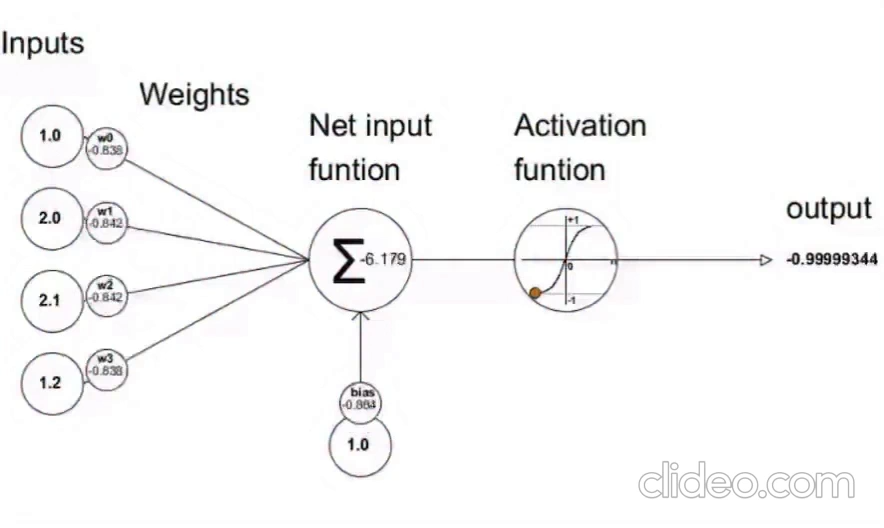 Inputs
Weights
1.0
w0
-0.838
2.0
w1
-0.842
2.1
w2
-0.842
1.2
w3
-0.838
Net input
funtion
Σ -6.179
bias
-0.884
1.0
Activation
funtion
+1
0
-1
output
-0.99999344
clideo.com